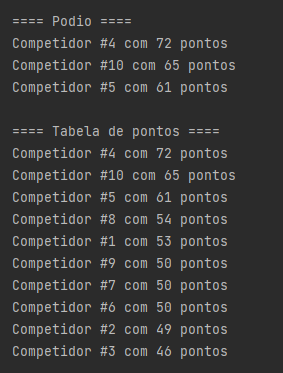 ==== Podio ====
Competidor #4 com 72 pontos
Competidor #10 com 65 pontos
Competidor #5 com 61 pontos

==== Tabela de pontos ====
Competidor #4 com 72 pontos
Competidor #10 com 65 pontos
Competidor #5 com 61 pontos
Competidor #8 com 54 pontos
Competidor #1 com 53 pontos
Competidor #9 com 50 pontos
Competidor #7 com 50 pontos
Competidor #6 com 50 pontos
Competidor #2 com 49 pontos
Competidor #3 com 46 pontos